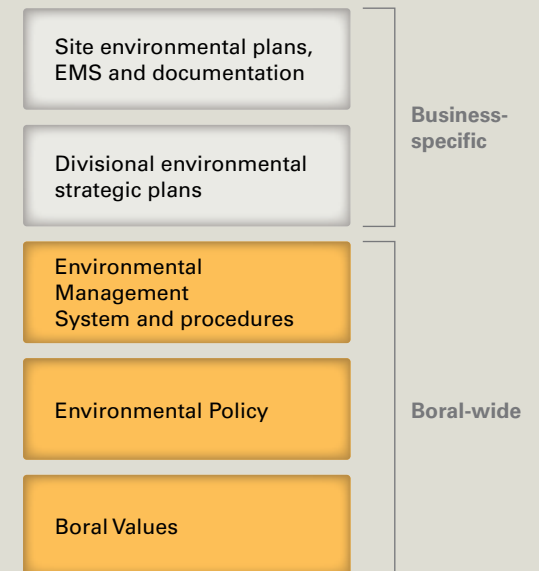 Site environmental plans,
EMS and documentation
Business-
specific
Divisional environmental
strategic plans
Environmental
Management
System and procedures
Environmental Policy
Boral-wide
Boral Values